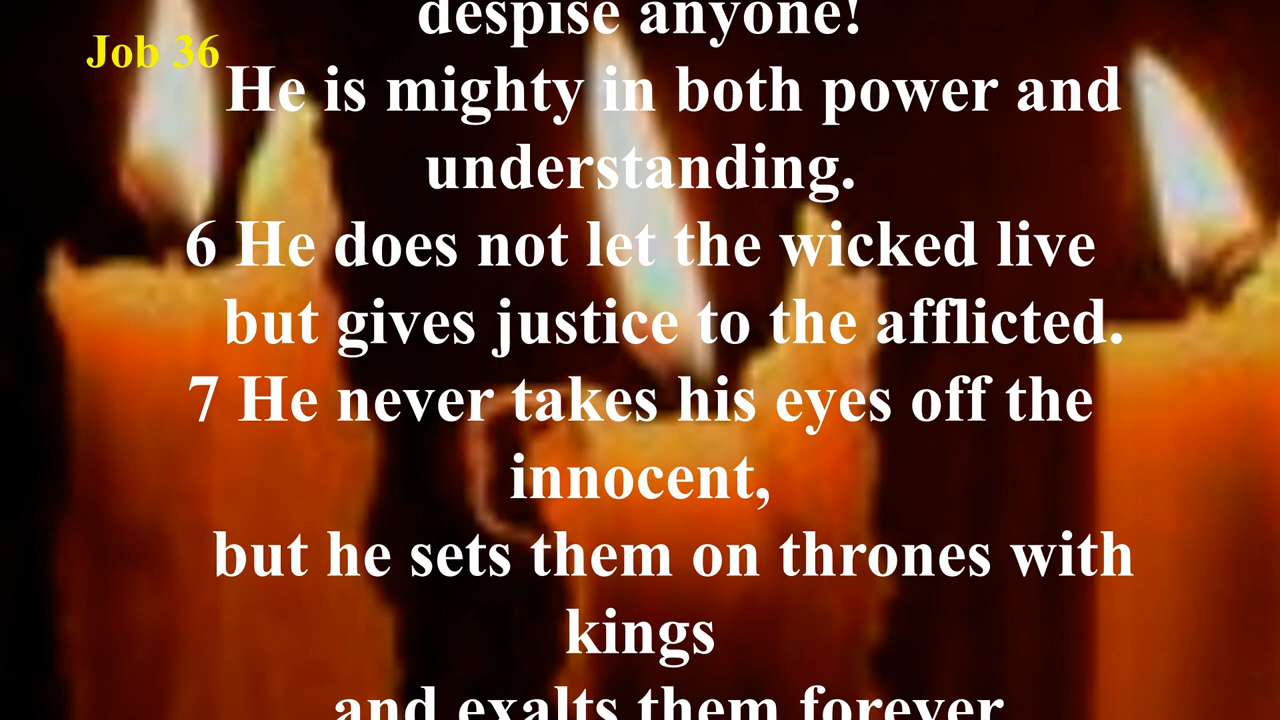 despise anyone!
Job 36
He is mighty in both power and
understanding.
6 He does not let the wicked live
but gives justice to the afflicted.
7 He never takes his eyes off the
innocent,
but he sets them on thrones with
kings
and exalts them forever